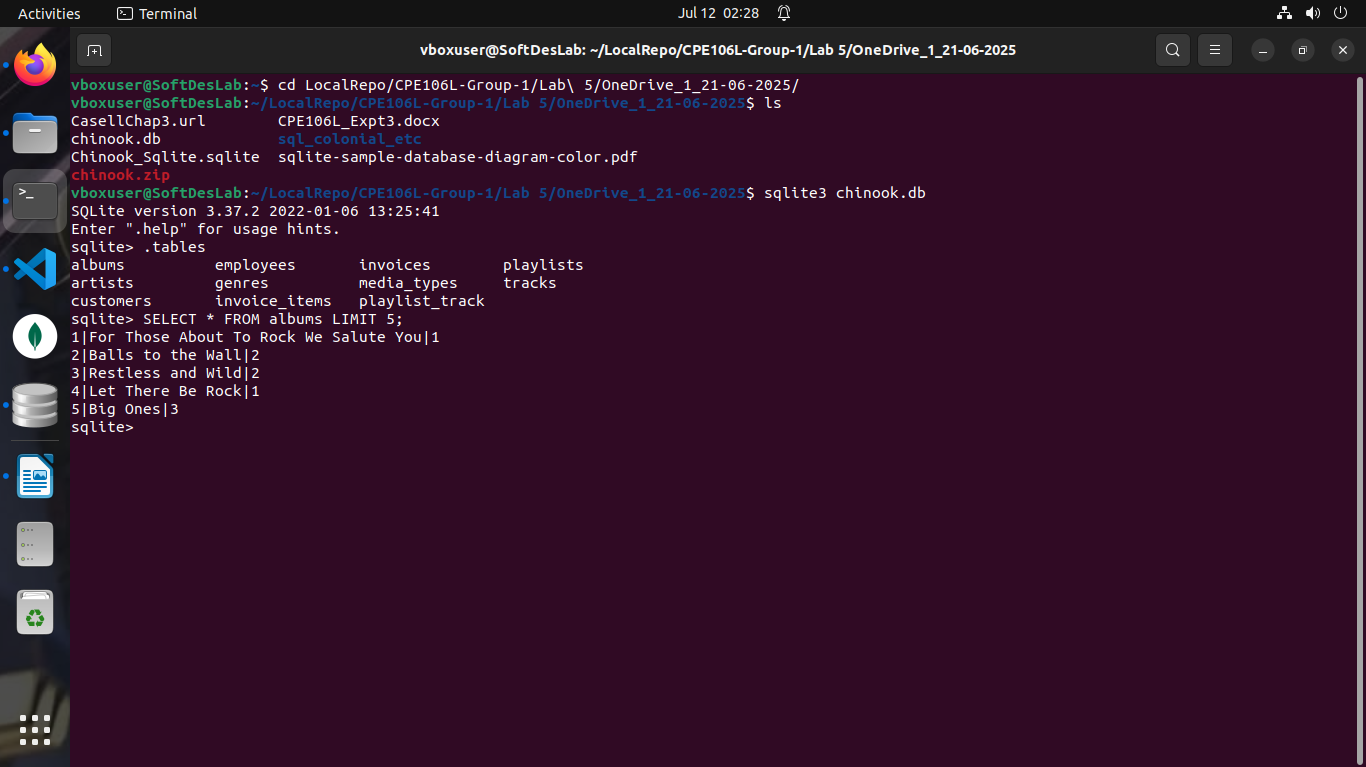 Activities Terminal Jul 12 02:28
vboxuser@SoftDesLab: ~/LocalRepo/CPE106L-Group-1/Lab 5/OneDrive_1_21-06-2025
vboxuser@SoftDesLab:~$ cd LocalRepo/CPE106L-Group-1/Lab\ 5/OneDrive_1_21-06-2025/
vboxuser@SoftDesLab:~/LocalRepo/CPE106L-Group-1/Lab 5/OneDrive_1_21-06-2025$ ls
CasellChap3.url        CPE106L_Expt3.docx
chinook.db             sql_colonial_etc
Chinook_Sqlite.sqlite  sqlite-sample-database-diagram-color.pdf
chinook.zip
vboxuser@SoftDesLab:~/LocalRepo/CPE106L-Group-1/Lab 5/OneDrive_1_21-06-2025$ sqlite3 chinook.db
SQLite version 3.37.2 2022-01-06 13:25:41
Enter ".help" for usage hints.
sqlite> .tables
albums          employees       invoices        playlists
artists         genres          media_types     tracks
customers       invoice_items   playlist_track
sqlite> SELECT * FROM albums LIMIT 5;
1|For Those About To Rock We Salute You|1
2|Balls to the Wall|2
3|Restless and Wild|2
4|Let There Be Rock|1
5|Big Ones|3
sqlite>